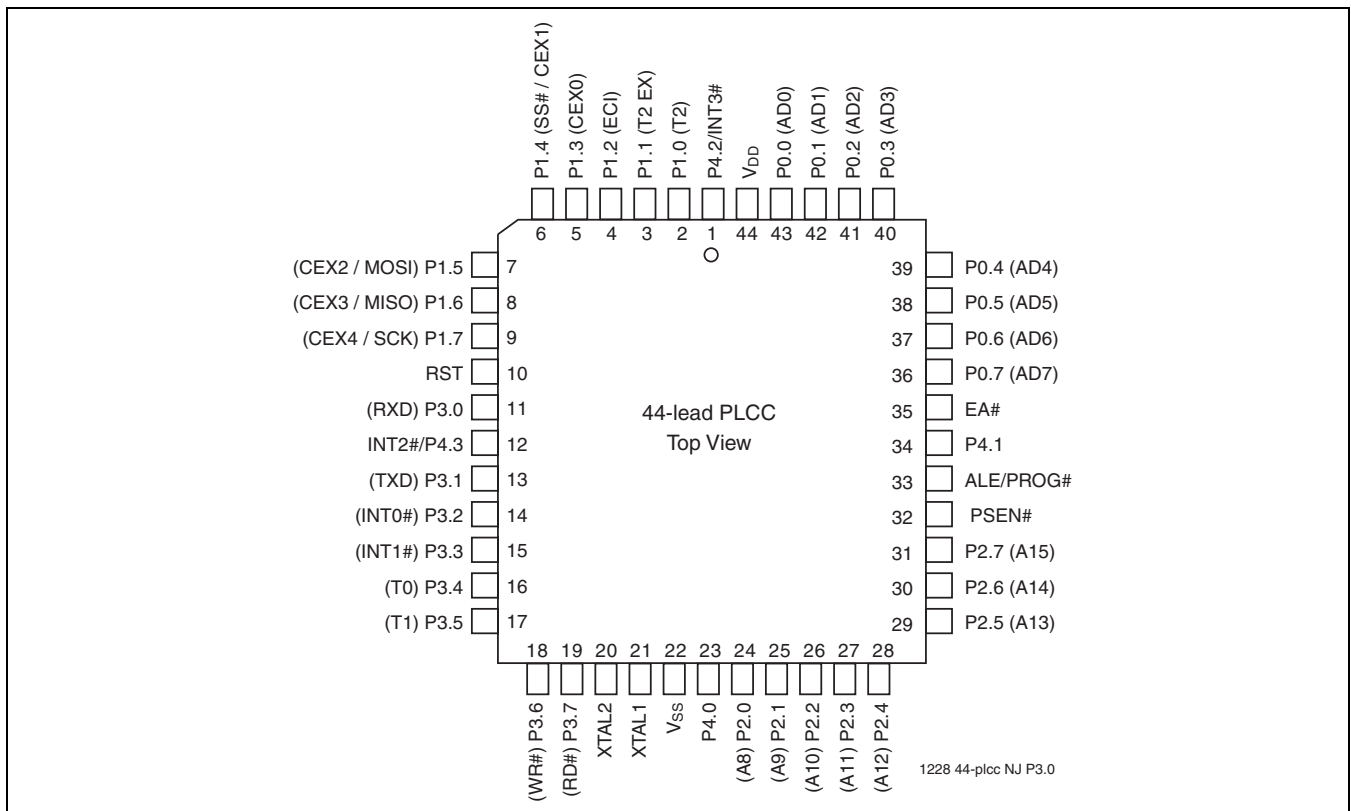 P1.4 (SS# / CEX1)
P1.3 (CEX0)
P1.2 (ECI)
P1.1 (T2 EX)
P1.0 (T2)
P4.2/INT3#
VDD
P0.0 (AD0)
P0.1 (AD1)
P0.2 (AD2)
P0.3 (AD3)
6 5 4 3 2 1 44 43 42 41 40
(CEX2 / MOSI) P1.5 7
39 P0.4 (AD4)
(CEX3 / MISO) P1.6 8
38 P0.5 (AD5)
(CEX4 / SCK) P1.7 9
37 P0.6 (AD6)
RST 10
36 P0.7 (AD7)
(RXD) P3.0 11
35 EA#
INT2#/P4.3 12
34 P4.1
(TXD) P3.1 13
33 ALE/PROG#
(INT0#) P3.2 14
32 PSEN#
(INT1#) P3.3 15
31 P2.7 (A15)
(T0) P3.4 16
30 P2.6 (A14)
(T1) P3.5 17
29 P2.5 (A13)
44-lead PLCC
Top View
18 19 20 21 22 23 24 25 26 27 28
(WR#) P3.6
(RD#) P3.7
XTAL2
XTAL1
VSS
P4.0
(A8) P2.0
(A9) P2.1
(A10) P2.2
(A11) P2.3
(A12) P2.4
1228 44-plcc NJ P3.0